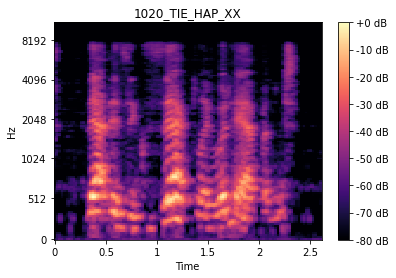 1020_TIE_HAP_XX
8192
4096
2048
1024
512
0
Hz
0
0.5
1
1.5
2
2.5
Time
+0 dB
-10 dB
-20 dB
-30 dB
-40 dB
-50 dB
-60 dB
-70 dB
-80 dB